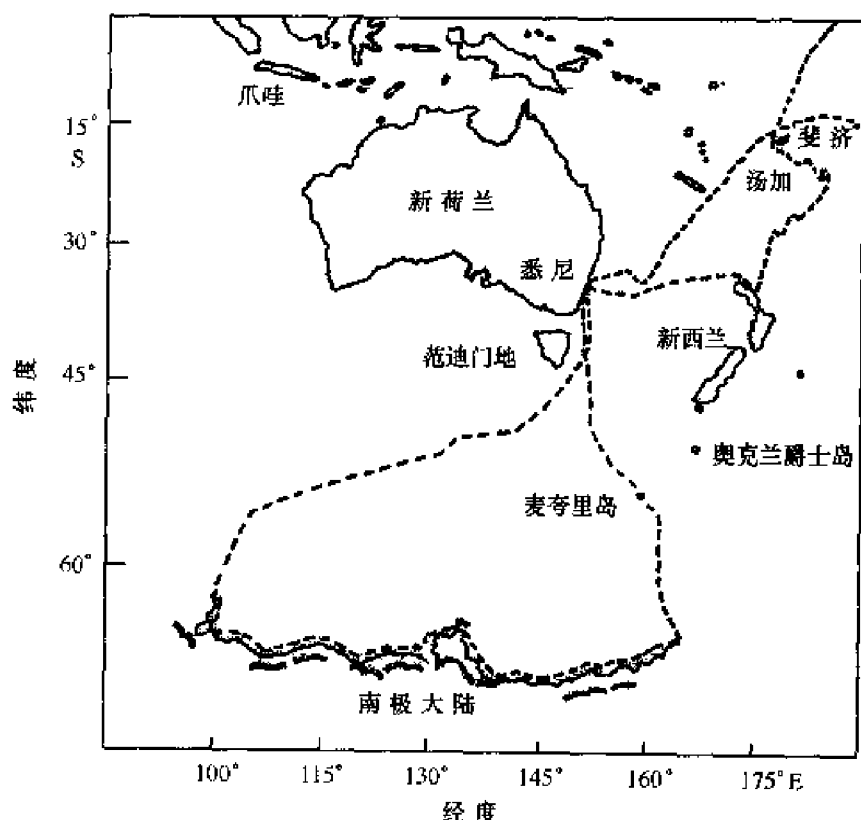 爪哇
15°
S
斐济
汤加
新荷兰
30°
悉尼
新西兰
范迪门地
纬度
45°
奥克兰爵士岛
麦夸里岛
60°
南极大陆
100°
115°
130°
145°
160°
175°E
经度